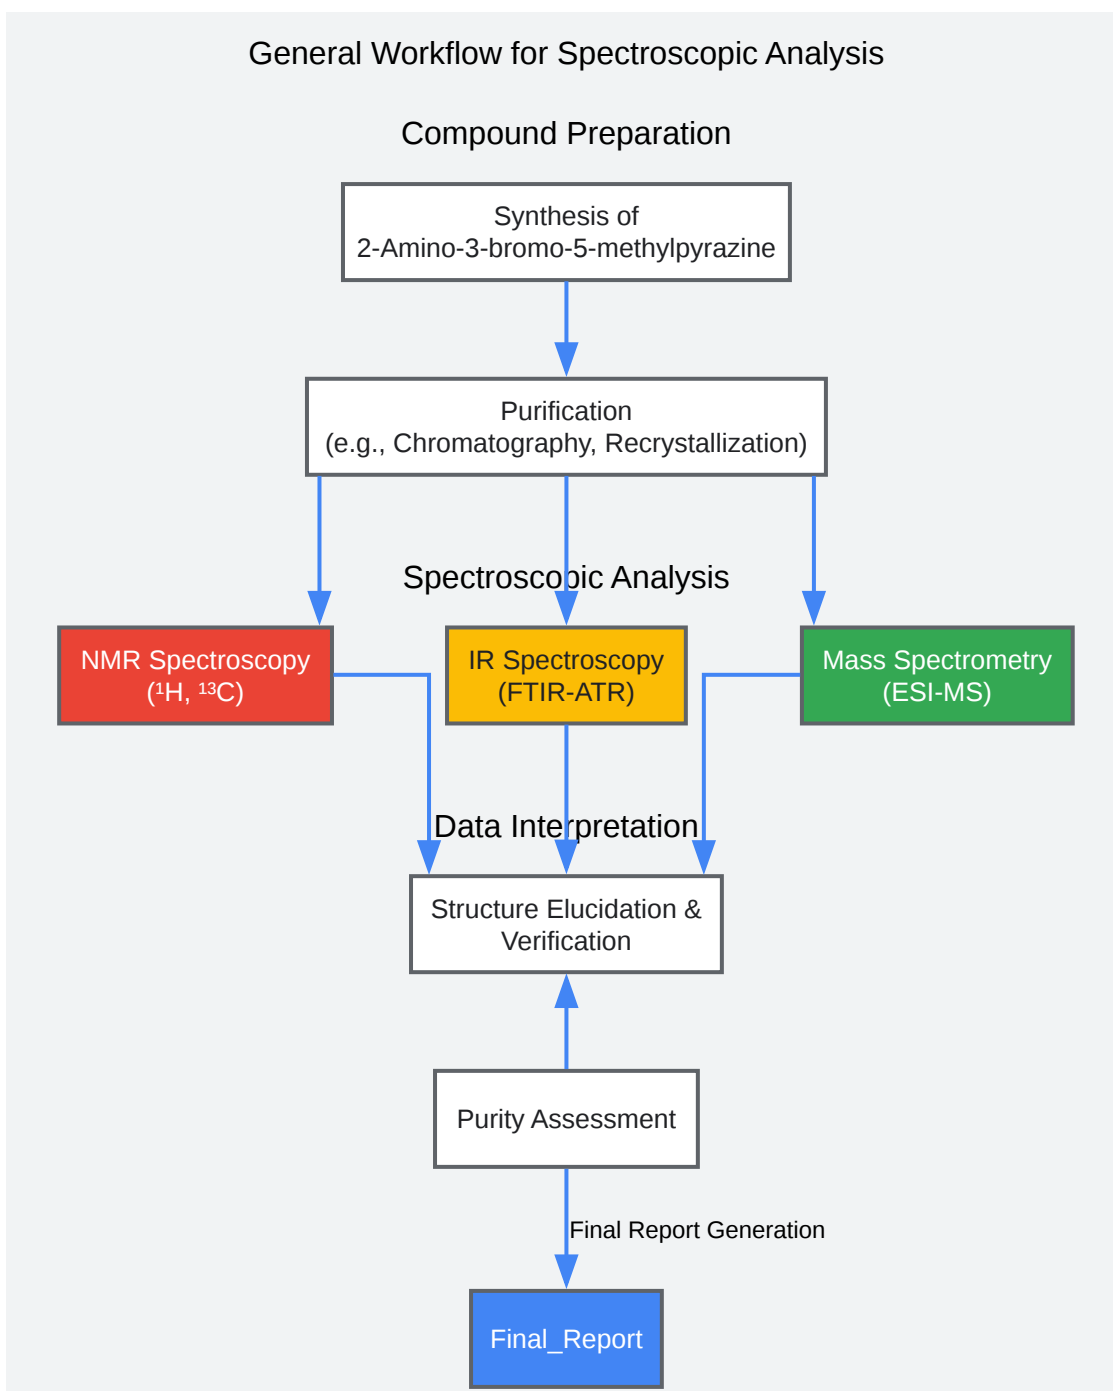 General Workflow for Spectroscopic Analysis
Compound Preparation
Synthesis of
2-Amino-3-bromo-5-methylpyrazine
Purification
(e.g., Chromatography, Recrystallization)
Spectroscopic Analysis
NMR Spectroscopy
(¹H, ¹³C)
IR Spectroscopy
(FTIR-ATR)
Mass Spectrometry
(ESI-MS)
Data Interpretation
Structure Elucidation &
Verification
Purity Assessment
Final Report Generation
Final_Report